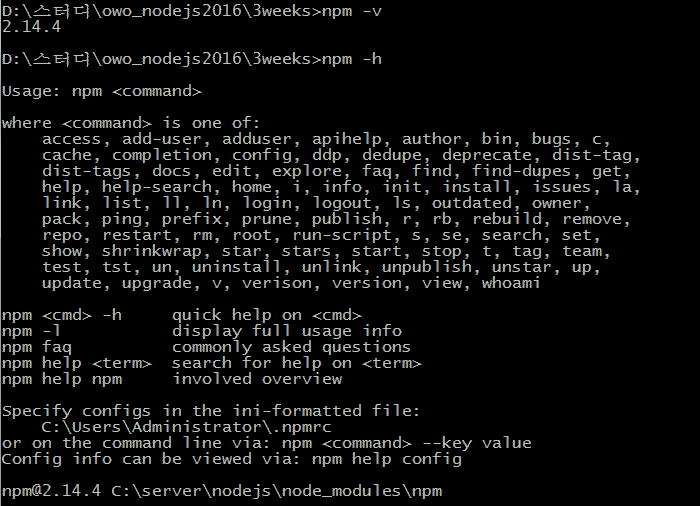 D:\스터디\owo_nodejs2016\3weeks>npm -v
2.14.4
D:\스터디\owo_nodejs2016\3weeks>npm -h
Usage: npm <command>
where <command> is one of:
    access, add-user, adduser, apihelp, author, bin, bugs, c,
    cache, completion, config, ddp, dedupe, deprecate, dist-tag,
    dist-tags, docs, edit, explore, faq, find, find-dupes, get,
    help, help-search, home, i, info, init, install, issues, la,
    link, list, ll, ln, login, logout, ls, outdated, owner,
    pack, ping, prefix, prune, publish, r, rb, rebuild, remove,
    repo, restart, rm, root, run-script, s, se, search, set,
    show, shrinkwrap, star, stars, start, stop, t, tag, team,
    test, tst, un, uninstall, unlink, unpublish, unstar, up,
    update, upgrade, v, verison, version, view, whoami
npm <cmd> -h     quick help on <cmd>
npm -l           display full usage info
npm faq          commonly asked questions
npm help <term>  search for help on <term>
npm help npm     involved overview
Specify configs in the ini-formatted file:
    C:\Users\Administrator\.npmrc
or on the command line via: npm <command> --key value
Config info can be viewed via: npm help config
npm@2.14.4 C:\server\nodejs\node_modules\npm